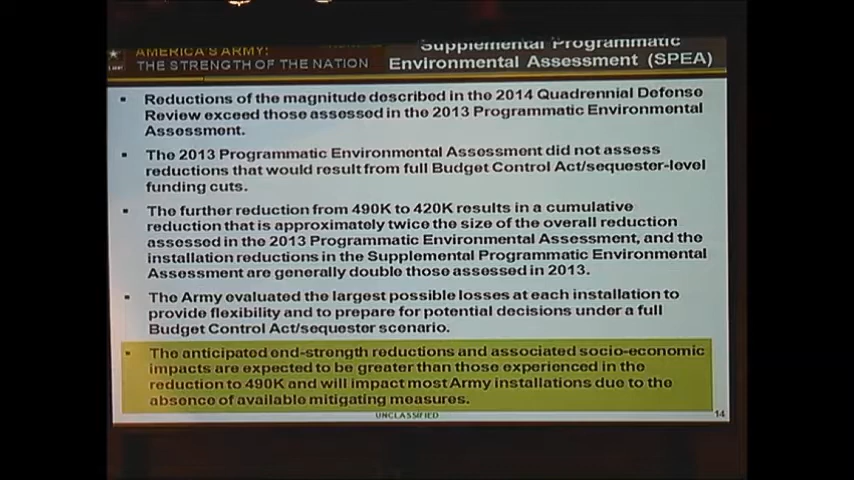 AMERICA'S ARMY:
THE STRENGTH OF THE NATION
Supplemental Programmatic
Environmental Assessment (SPEA)
▪ Reductions of the magnitude described in the 2014 Quadrennial Defense
Review exceed those assessed in the 2013 Programmatic Environmental
Assessment.
▪ The 2013 Programmatic Environmental Assessment did not assess
reductions that would result from full Budget Control Act/sequester-level
funding cuts.
▪ The further reduction from 490K to 420K results in a cumulative
reduction that is approximately twice the size of the overall reduction
assessed in the 2013 Programmatic Environmental Assessment, and the
installation reductions in the Supplemental Programmatic Environmental
Assessment are generally double those assessed in 2013.
▪ The Army evaluated the largest possible losses at each installation to
provide flexibility and to prepare for potential decisions under a full
Budget Control Act/sequester scenario.
▪ The anticipated end-strength reductions and associated socio-economic
impacts are expected to be greater than those experienced in the
reduction to 490K and will impact most Army installations due to the
absence of available mitigating measures.
UNCLASSIFIED
14